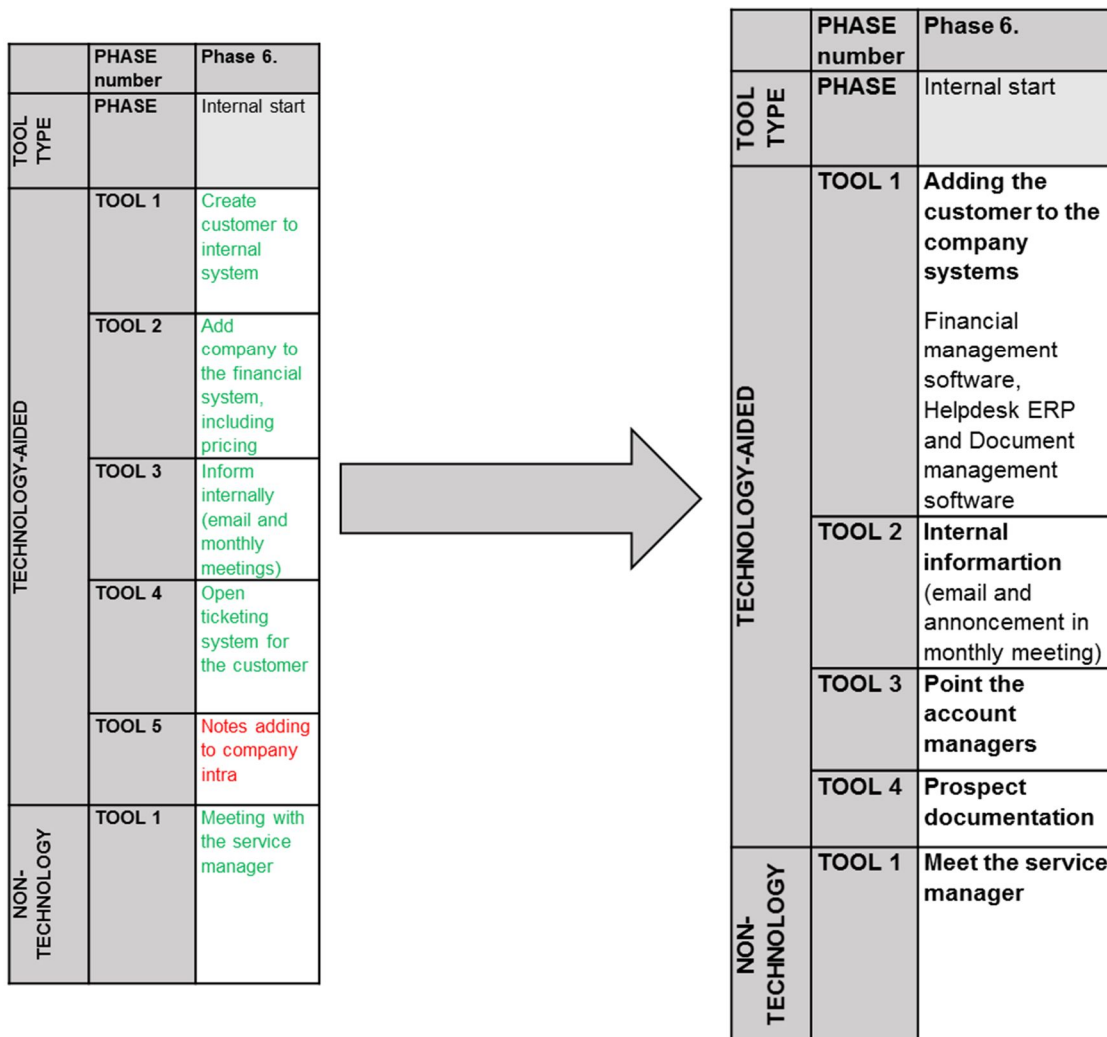 PHASE number
Phase 6.
TOOL TYPE
PHASE
Internal start
TECHNOLOGY-AIDED
TOOL 1
Create
customer to
internal
system
TOOL 2
Add
company to
the financial
system,
including
pricing
TOOL 3
Inform
internally
(email and
monthly
meetings)
TOOL 4
Open
ticketing
system for
the customer
TOOL 5
Notes adding
to company
intra
NON-
TECHNOLOGY
TOOL 1
Meeting with
the service
manager
PHASE
number
Phase 6.
TOOL
TYPE
PHASE
Internal start
TECHNOLOGY-AIDED
TOOL 1
Adding the
customer to the
company
systems
Financial
management
software,
Helpdesk ERP
and Document
management
software
TOOL 2
Internal
informartion
(email and
annoncement in
monthly meeting)
TOOL 3
Point the
account
managers
TOOL 4
Prospect
documentation
NON-
TECHNOLOGY
TOOL 1
Meet the service
manager